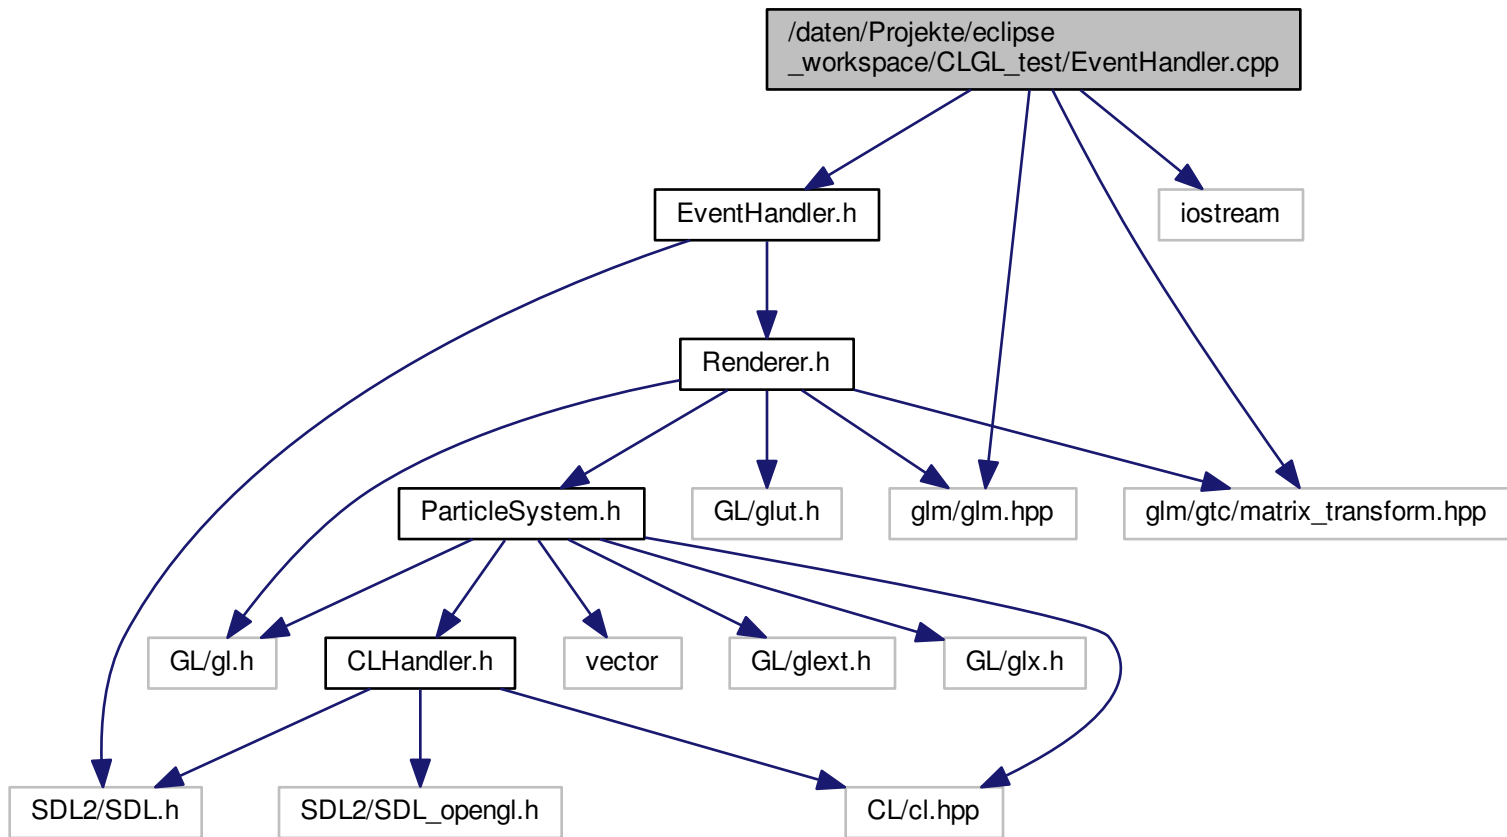 /daten/Projekte/eclipse
_workspace/CLGL_test/EventHandler.cpp
EventHandler.h
iostream
Renderer.h
ParticleSystem.h
GL/glut.h
glm/glm.hpp
glm/gtc/matrix_transform.hpp
GL/gl.h
CLHandler.h
vector
GL/glext.h
GL/glx.h
SDL2/SDL.h
SDL2/SDL_opengl.h
CL/cl.hpp